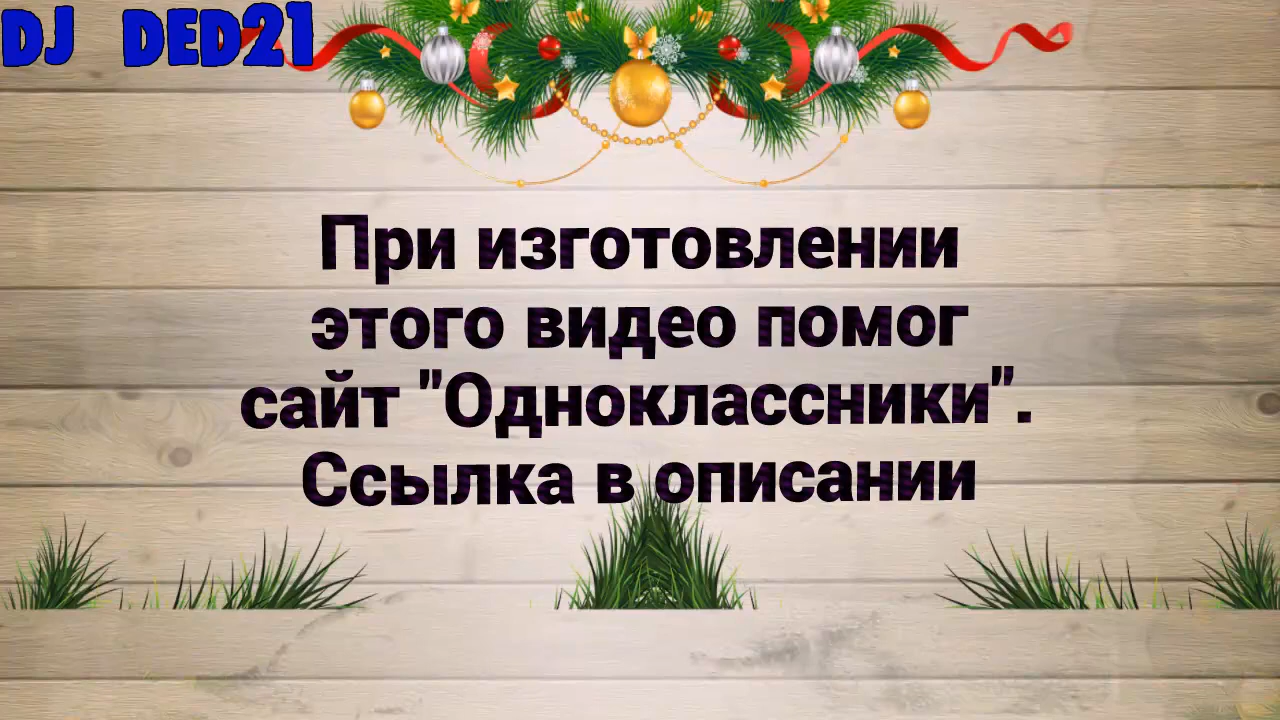 DJ DED21
При изготовлении
этого видео помог
сайт "Одноклассники".
Ссылка в описании